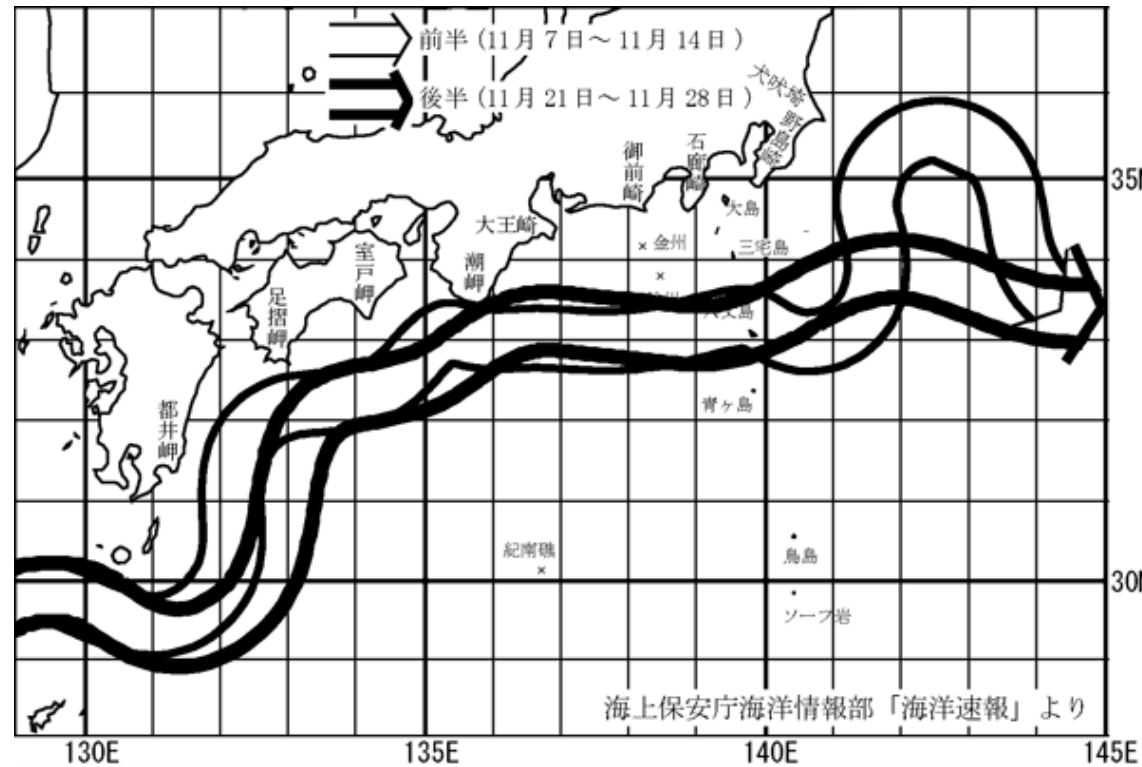 前半 (11月 7日～11月 14日 )
後半 (11月 21日～11月 28日 )
犬吠埼
野島崎
石廊崎
御前崎
大島
大王崎
金州
三宅島
室戸岬
潮岬
足摺岬
八丈島
青ヶ島
都井岬
紀南礁
鳥島
ソーフ岩
35N
30N
海上保安庁海洋情報部「海洋速報」より
130E 135E 140E 145E